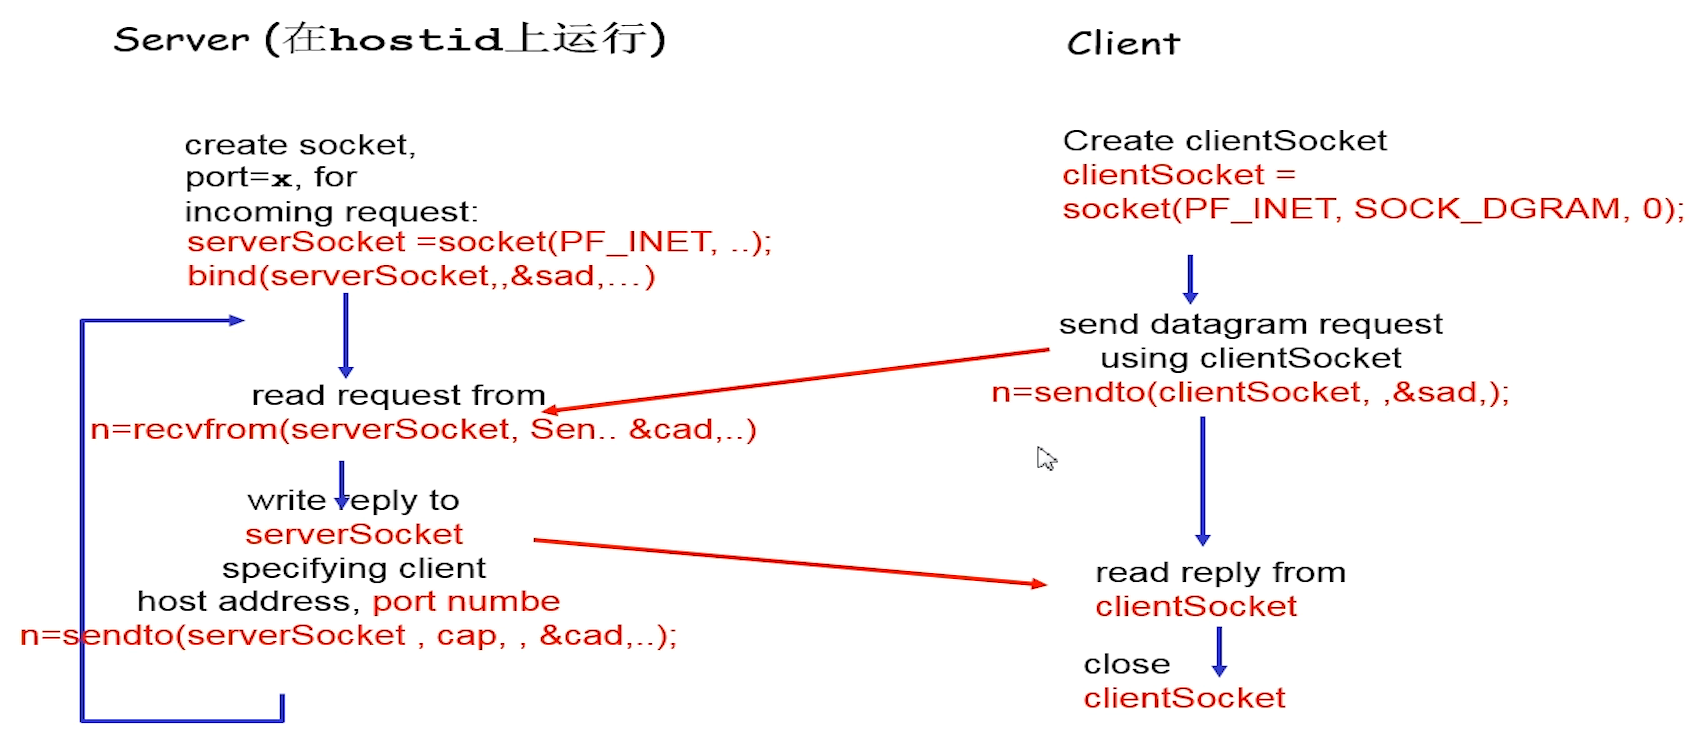 Server (在hostid上运行)
create socket,
port=x, for
incoming request:
serverSocket =socket(PF_INET, ..);
bind(serverSocket,,&sad,...)
read request from
n=recvfrom(serverSocket, Sen.. &cad,..)
write reply to
serverSocket
specifying client
host address, port numbe
n=sendto(serverSocket , cap, , &cad,..);
Client
Create clientSocket
clientSocket =
socket(PF_INET, SOCK_DGRAM, 0);
send datagram request
using clientSocket
n=sendto(clientSocket, ,&sad,);
read reply from
clientSocket
close
clientSocket